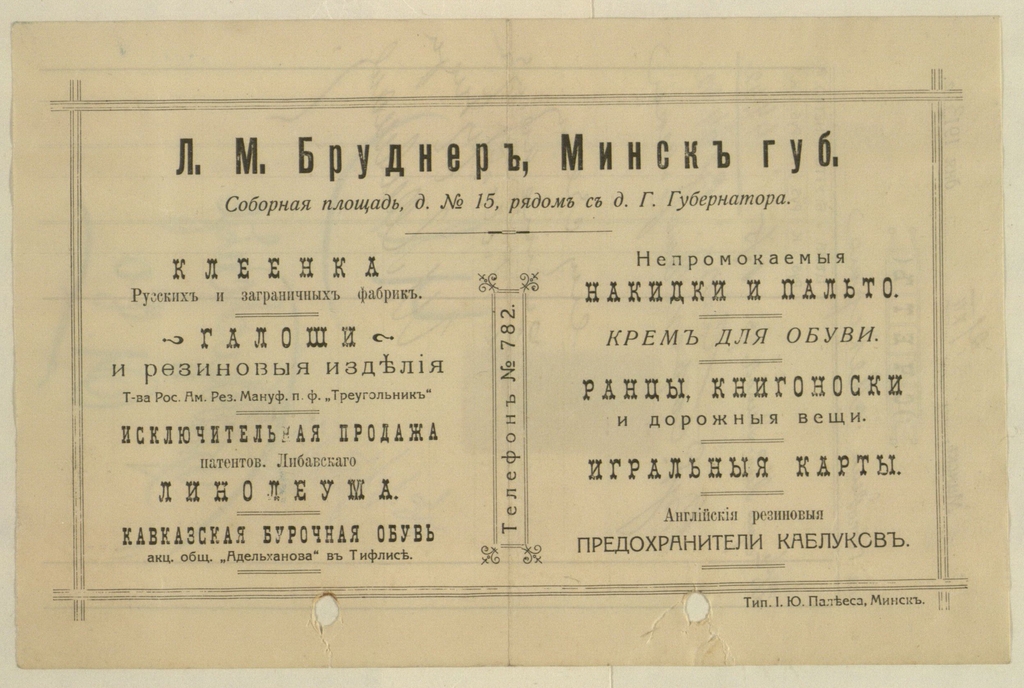 Л. М. Бруднеръ, Минскъ губ.
Соборная площадь, д. № 15, рядомъ съ д. Г. Губернатора.
КЛЕЕНКА
Русскихъ и заграничныхъ фабрик.
ГАЛОШИ
и резиновыя издѣлія
Т-ва Рос. Ам. Рез. Мануф. п. ф. „Треугольникъ“
ИСКЛЮЧИТЕЛЬНАЯ ПРОДАЖА
патентов. Либавскаго
ЛИНОЛЕУМА.
КАВКАЗСКАЯ БУРОЧНАЯ ОБУВЬ
акц. общ. „Адельханова“ въ Тифлисѣ.
Телефонъ № 782.
Непромокаемыя
НАКИДКИ И ПАЛЬТО.
КРЕМЪ ДЛЯ ОБУВИ.
РАНЦЫ, КНИГОНОСКИ
и дорожныя вещи.
ИГРАЛЬНЫЯ КАРТЫ.
Англійскія резиновыя
ПРЕДОХРАНИТЕЛИ КАБЛУКОВЪ.
Тип. І. Ю. Палѣеса, Минскъ.